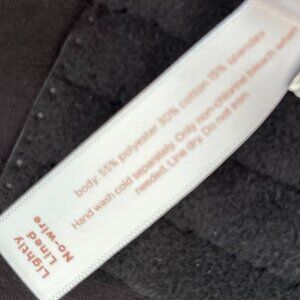 body: 55% polyester 30% cotton 15% spandex
Hand wash cold separately. Only non-chlorine bleach when
needed. Line dry. Do not iron.
Lightly
Lined
No-wire